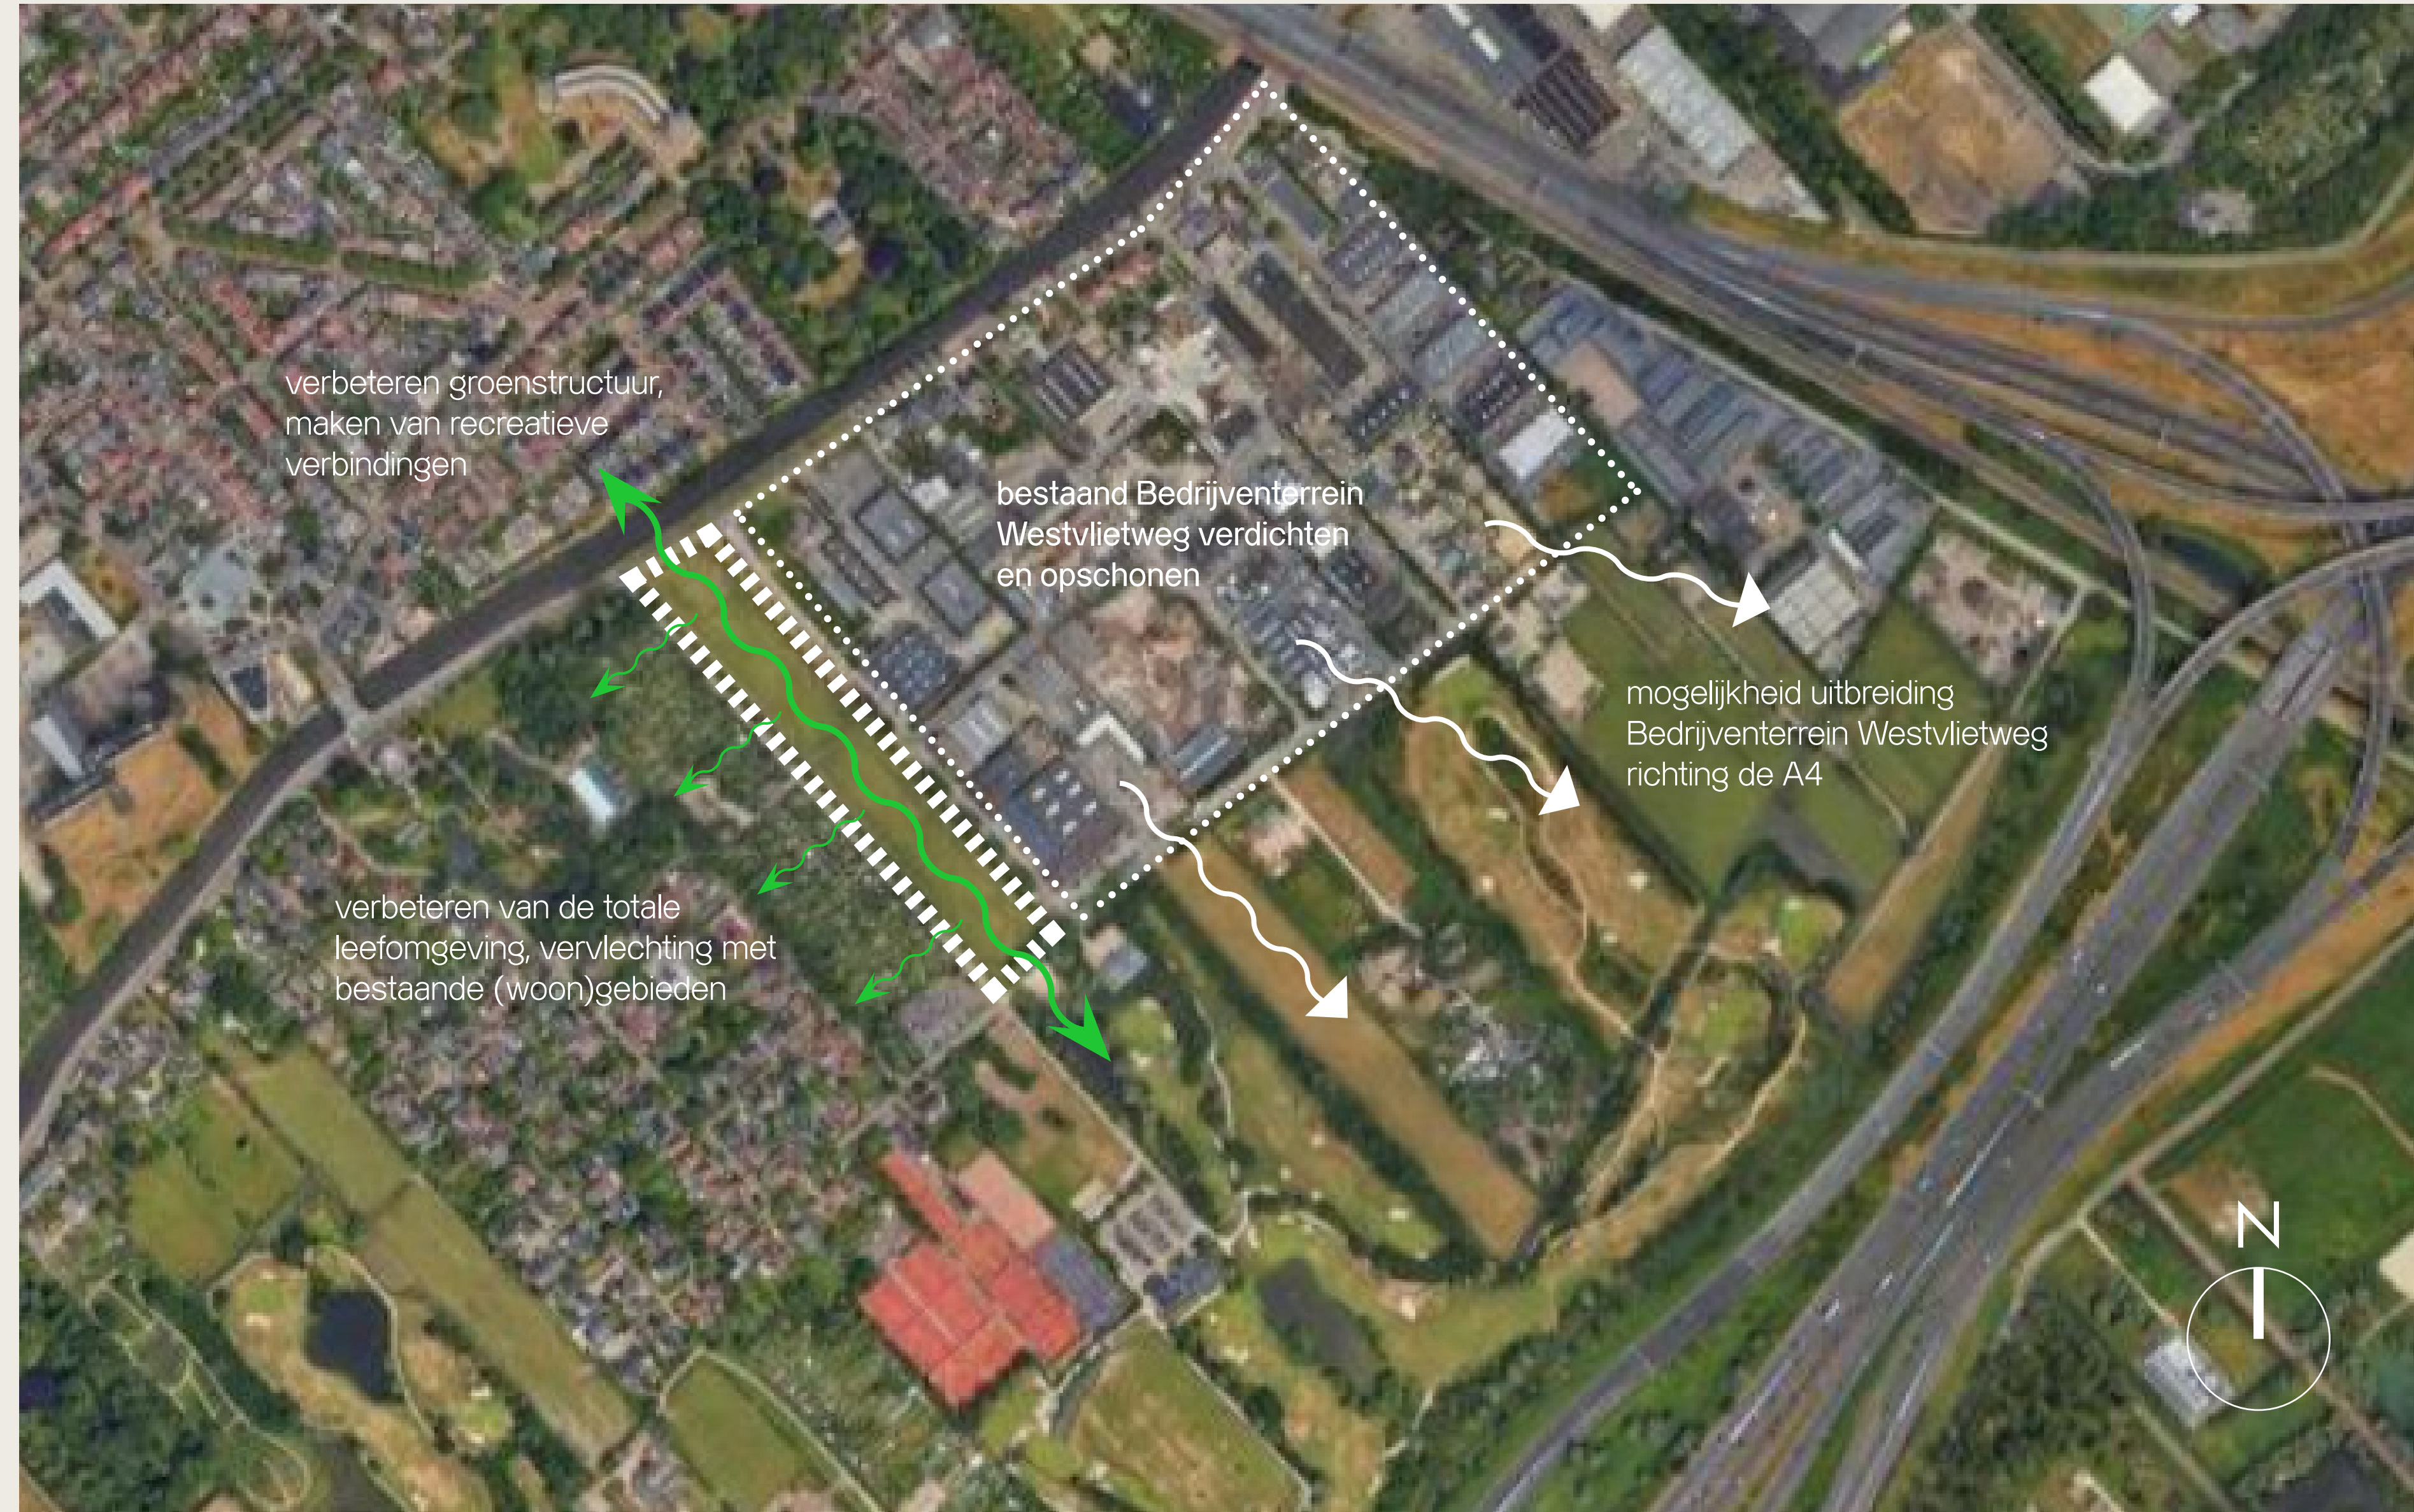 verbeteren groenstructuur,
maken van recreatieve
verbindingen
bestaand Bedrijventerrein
Westvlietweg verdichten
en opschonen
mogelijkheid uitbreiding
Bedrijventerrein Westvlietweg
richting de A4
verbeteren van de totale
leefomgeving, vervlechting met
bestaande (woon)gebieden
N